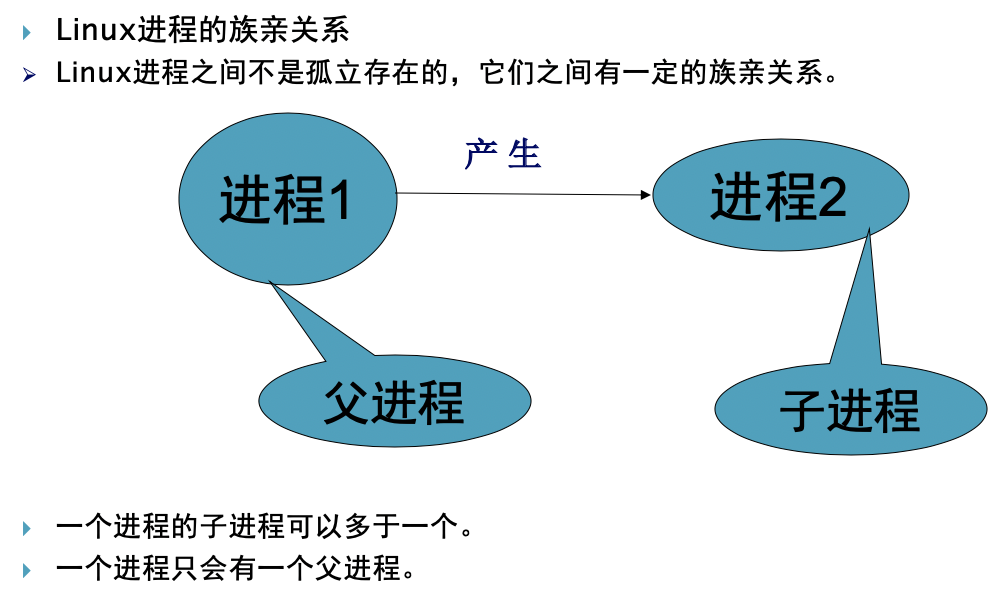 Linux进程的族亲关系
Linux进程之间不是孤立存在的，它们之间有一定的族亲关系。
产 生
进程1
进程2
父进程
子进程
一个进程的子进程可以多于一个。
一个进程只会有一个父进程。